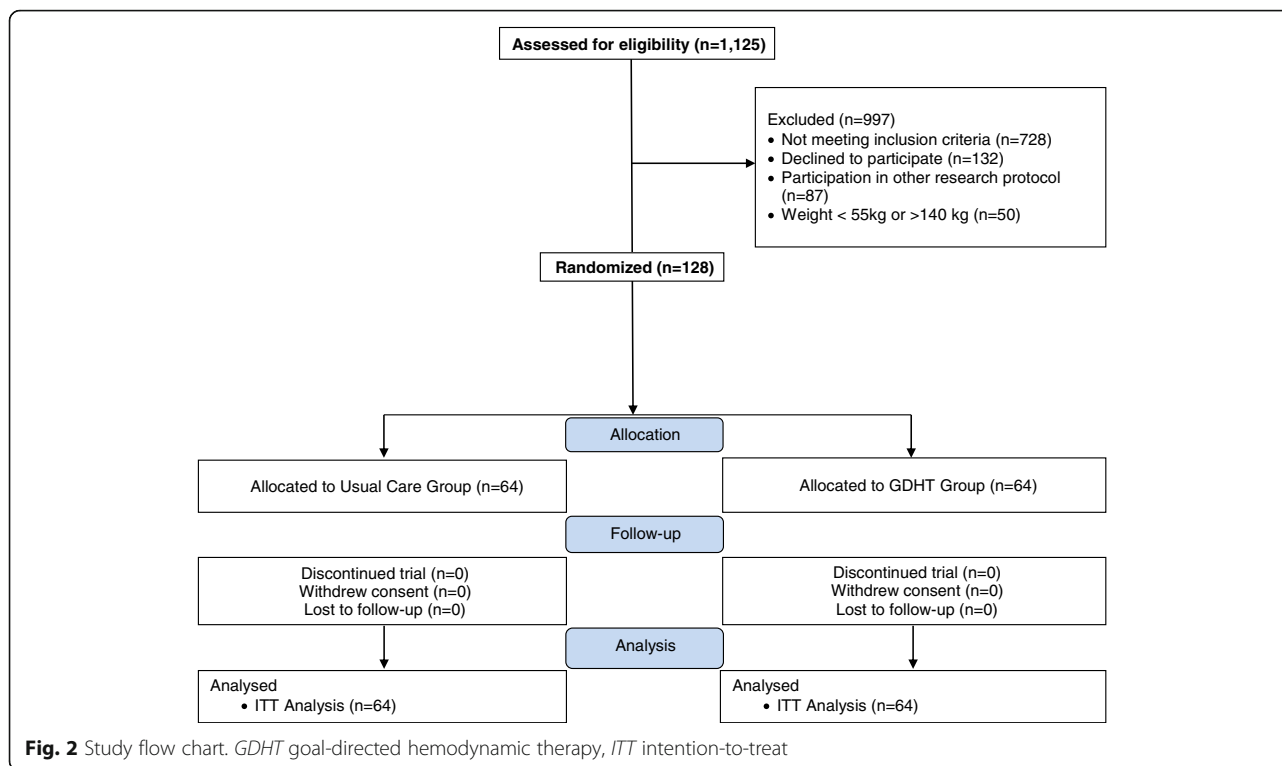 Assessed for eligibility (n=1,125)
Excluded (n=997)
• Not meeting inclusion criteria (n=728)
• Declined to participate (n=132)
• Participation in other research protocol
(n=87)
• Weight < 55kg or >140 kg (n=50)
Randomized (n=128)
Allocation
Allocated to Usual Care Group (n=64)
Allocated to GDHT Group (n=64)
Follow-up
Discontinued trial (n=0)
Withdrew consent (n=0)
Lost to follow-up (n=0)
Discontinued trial (n=0)
Withdrew consent (n=0)
Lost to follow-up (n=0)
Analysis
Analysed
• ITT Analysis (n=64)
Analysed
• ITT Analysis (n=64)
Fig. 2 Study flow chart. GDHT goal-directed hemodynamic therapy, ITT intention-to-treat